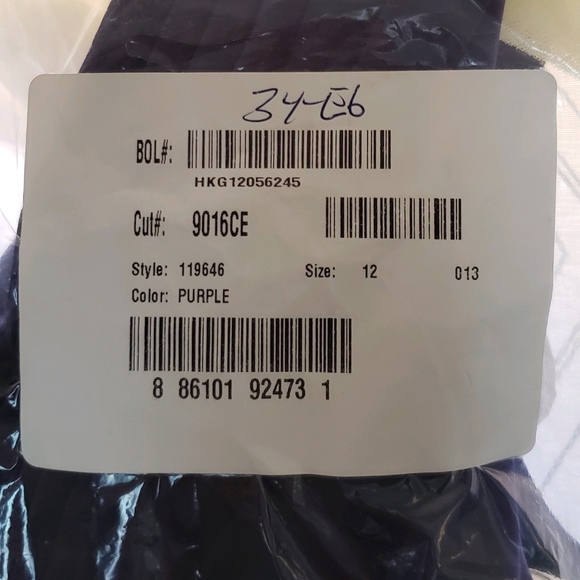 34-E6
BOL#:
HKG12056245
Cut#: 9016CE
Style: 119646 Size: 12 013
Color: PURPLE
8 86101 92473 1